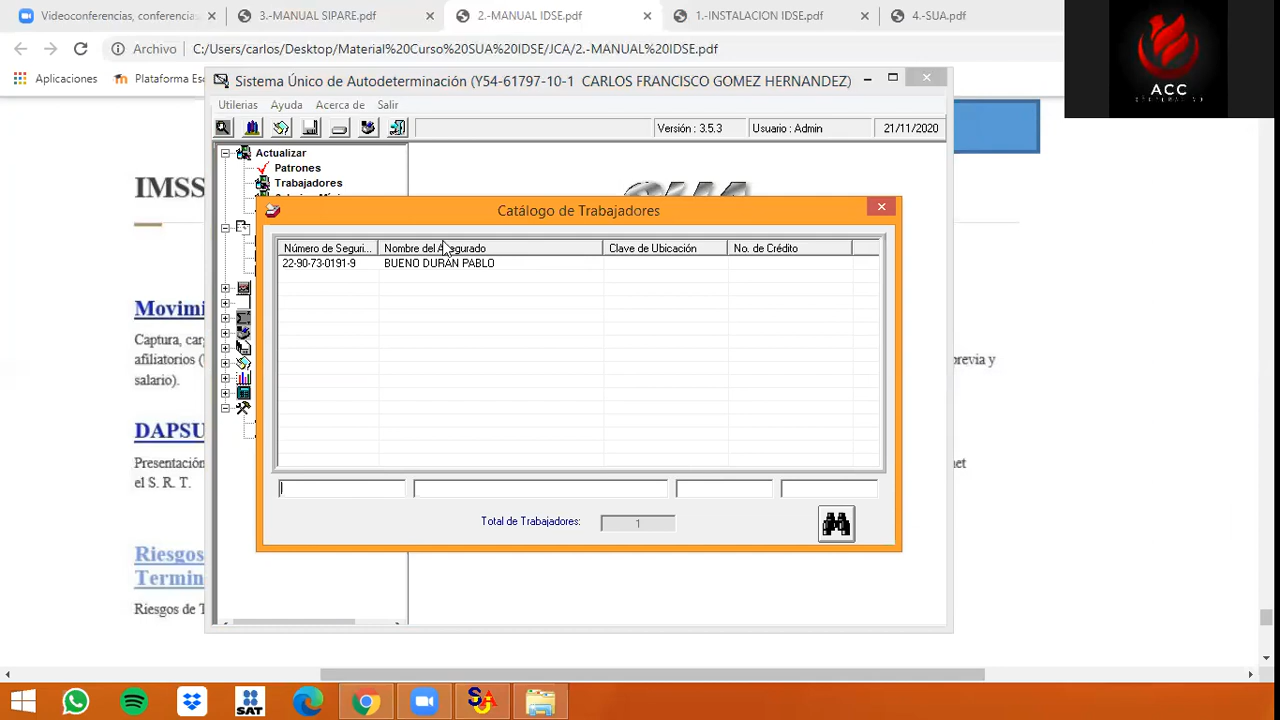 Videoconferencias, conferencia
3.-MANUAL SIPARE.pdf
2.-MANUAL IDSE.pdf
1.-INSTALACION IDSE.pdf
4.-SUA.pdf
Archivo
C:/Users/carlos/Desktop/Material%20Curso%20SUA%20IDSE/JCA/2.-MANUAL%20IDSE.pdf
Aplicaciones
Plataforma Es
ACC
Sistema Único de Autodeterminación (Y54-61797-10-1 CARLOS FRANCISCO GOMEZ HERNANDEZ)
Utilerias Ayuda Acerca de Salir
Versión : 3.5.3
Usuario : Admin
21/11/2020
Actualizar
Patrones
Trabajadores
IMSS
Catálogo de Trabajadores
Número de Seguri... Nombre del Asegurado Clave de Ubicación No. de Crédito
22-90-73-0191-9 BUENO DURAN PABLO
Movimi
Captura, car
afiliatorios (
previa y
salario).
DAPSU
Presentació
net
el S. R. T.
Total de Trabajadores: 1
Riesgos
Termin
Riesgos de T
SAT